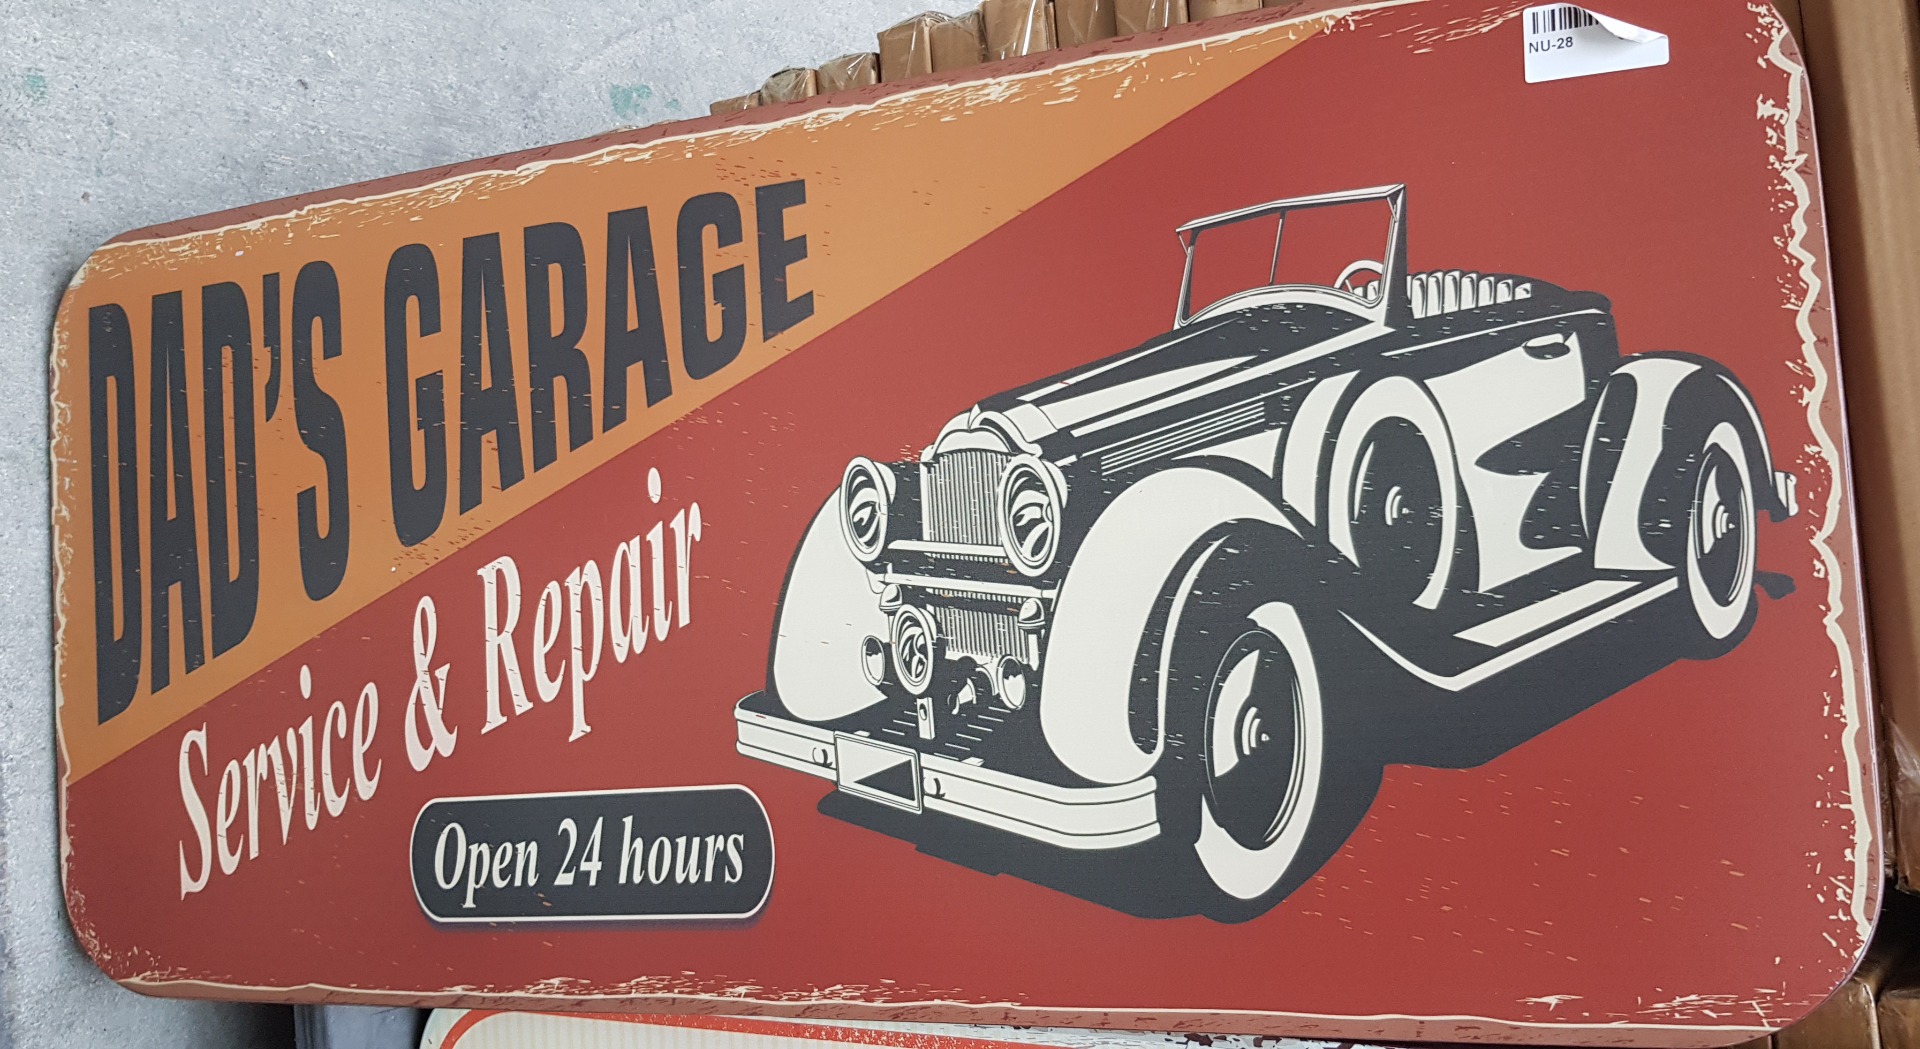 NU-28
DAD'S GARAGE
Service & Repair
Open 24 hours